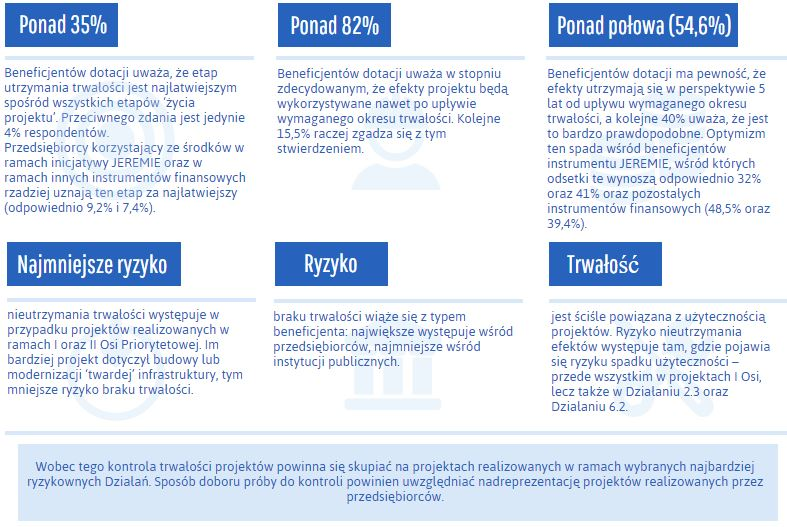 Ponad 35%
Beneficjentów dotacji uważa, że etap
utrzymania trwałości jest najłatwiejszym
spośród wszystkich etapów ‘życia
projektu’. Przeciwnego zdania jest jedynie
4% respondentów.
Przedsiębiorcy korzystający ze środków w
ramach inicjatywy JEREMIE oraz w
ramach innych instrumentów finansowych
rzadziej uznają ten etap za najłatwiejszy
(odpowiednio 9,2% i 7,4%).
Ponad 82%
Beneficjentów dotacji uważa w stopniu
zdecydowanym, że efekty projektu będą
wykorzystywane nawet po upływie
wymaganego okresu trwałości. Kolejne
15,5% raczej zgadza się z tym
stwierdzeniem.
Ponad połowa (54,6%)
Beneficjentów dotacji ma pewność, że
efekty utrzymają się w perspektywie 5
lat od upływu wymaganego okresu
trwałości, a kolejne 40% uważa, że jest
to bardzo prawdopodobne. Optymizm
ten spada wśród beneficjentów
instrumentu JEREMIE, wśród których
odsetki te wynoszą odpowiednio 32%
oraz 41% oraz pozostałych
instrumentów finansowych (48,5% oraz
39,4%).
Najmniejsze ryzyko
nieutrzymania trwałości występuje w
przypadku projektów realizowanych w
ramach I oraz II Osi Priorytetowej. Im
bardziej projekt dotyczył budowy lub
modernizacji ‘twardej’ infrastruktury, tym
mniejsze ryzyko braku trwałości.
Ryzyko
braku trwałości wiąże się z typem
beneficjenta: największe występuje wśród
przedsiębiorców, najmniejsze wśród
instytucji publicznych.
Trwałość
jest ściśle powiązana z użytecznością
projektów. Ryzyko nieutrzymania
efektów występuje tam, gdzie pojawia
się ryzyku spadku użyteczności –
przede wszystkim w projektach I Osi,
lecz także w Działaniu 2.3 oraz
Działaniu 6.2.
Wobec tego kontrola trwałości projektów powinna się skupiać na projektach realizowanych w ramach wybranych najbardziej
ryzykownych Działań. Sposób doboru próby do kontroli powinien uwzględniać nadreprezentację projektów realizowanych przez
przedsiębiorców.